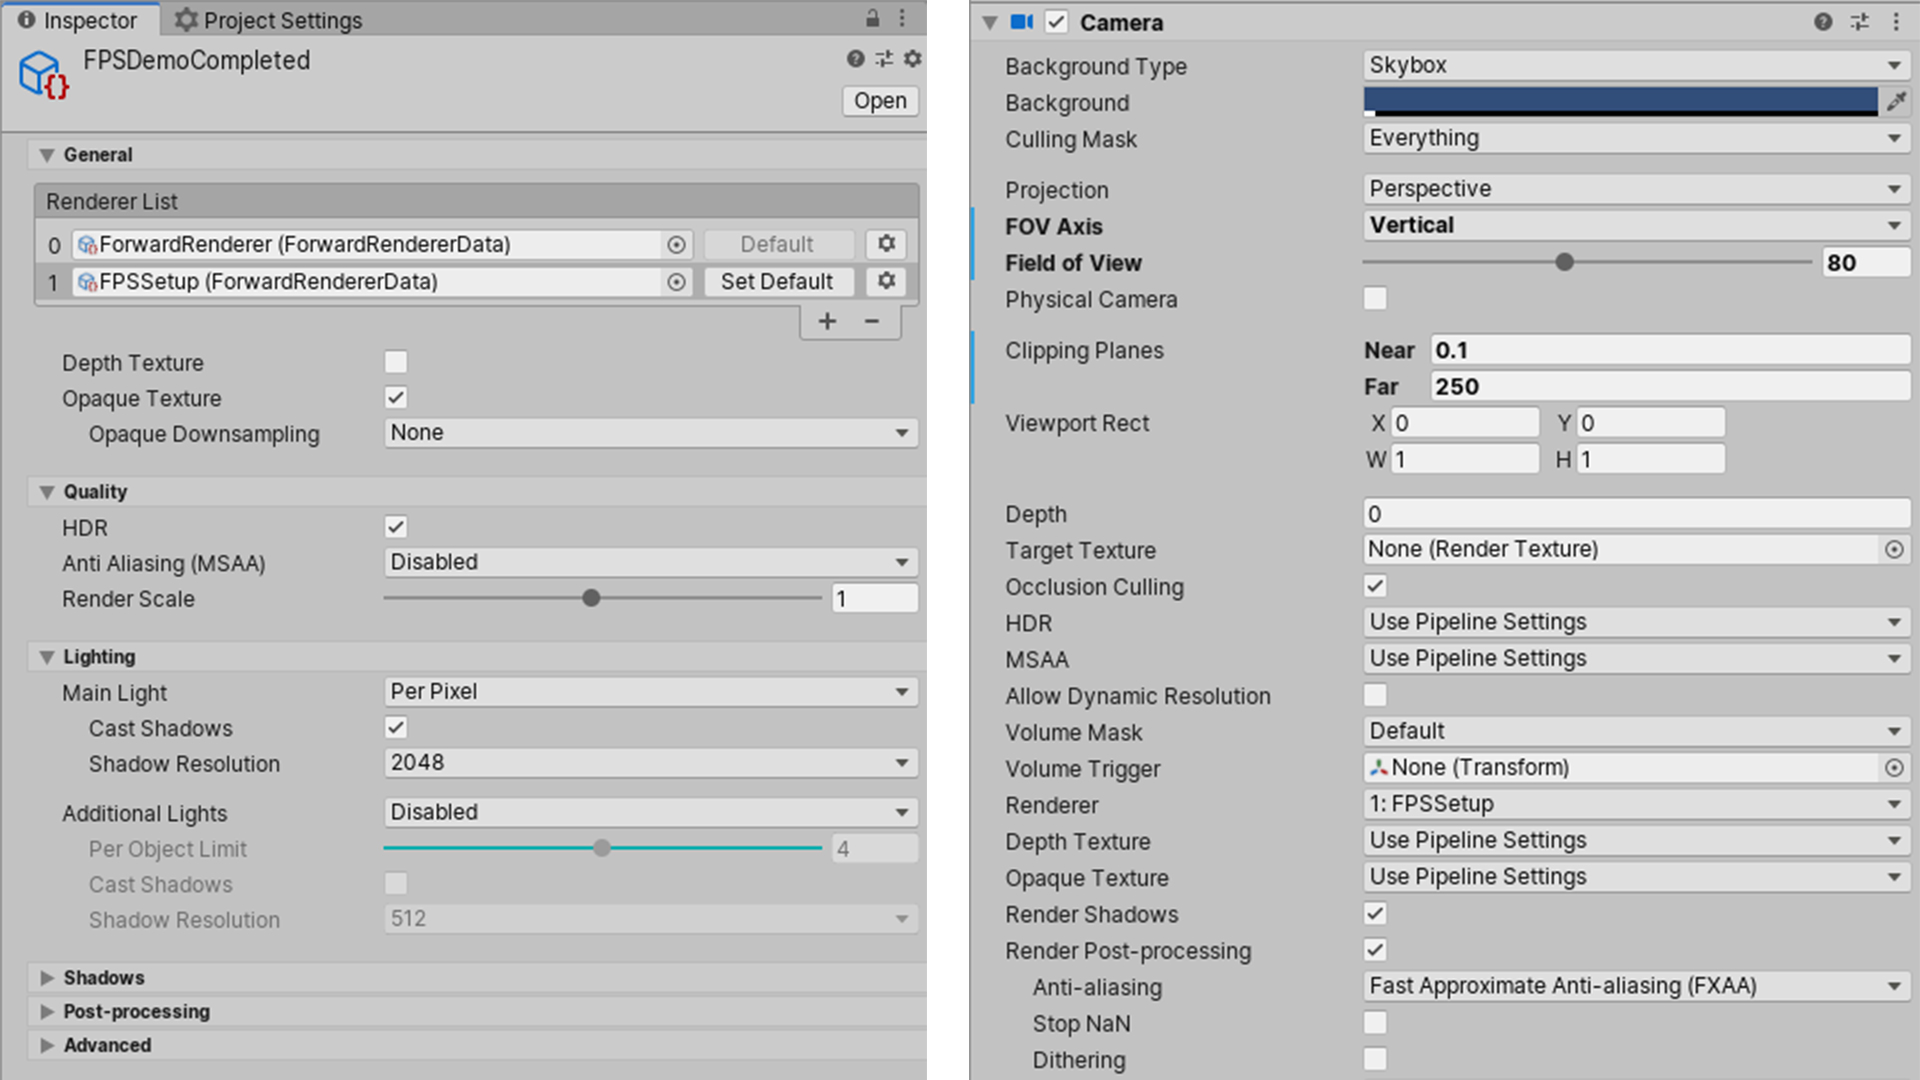 Inspector
Project Settings
FPSDemoCompleted
Open
General
Renderer List
0 ForwardRenderer (ForwardRendererData) Default
1 FPSSetup (ForwardRendererData) Set Default
+ −
Depth Texture
Opaque Texture
Opaque Downsampling None
Quality
HDR
Anti Aliasing (MSAA) Disabled
Render Scale 1
Lighting
Main Light Per Pixel
Cast Shadows
Shadow Resolution 2048
Additional Lights Disabled
Per Object Limit 4
Cast Shadows
Shadow Resolution 512
Shadows
Post-processing
Advanced
Camera
Background Type Skybox
Background
Culling Mask Everything
Projection Perspective
FOV Axis Vertical
Field of View 80
Physical Camera
Clipping Planes Near 0.1
Far 250
Viewport Rect X 0 Y 0
W 1 H 1
Depth 0
Target Texture None (Render Texture)
Occlusion Culling
HDR Use Pipeline Settings
MSAA Use Pipeline Settings
Allow Dynamic Resolution
Volume Mask Default
Volume Trigger None (Transform)
Renderer 1: FPSSetup
Depth Texture Use Pipeline Settings
Opaque Texture Use Pipeline Settings
Render Shadows
Render Post-processing
Anti-aliasing Fast Approximate Anti-aliasing (FXAA)
Stop NaN
Dithering